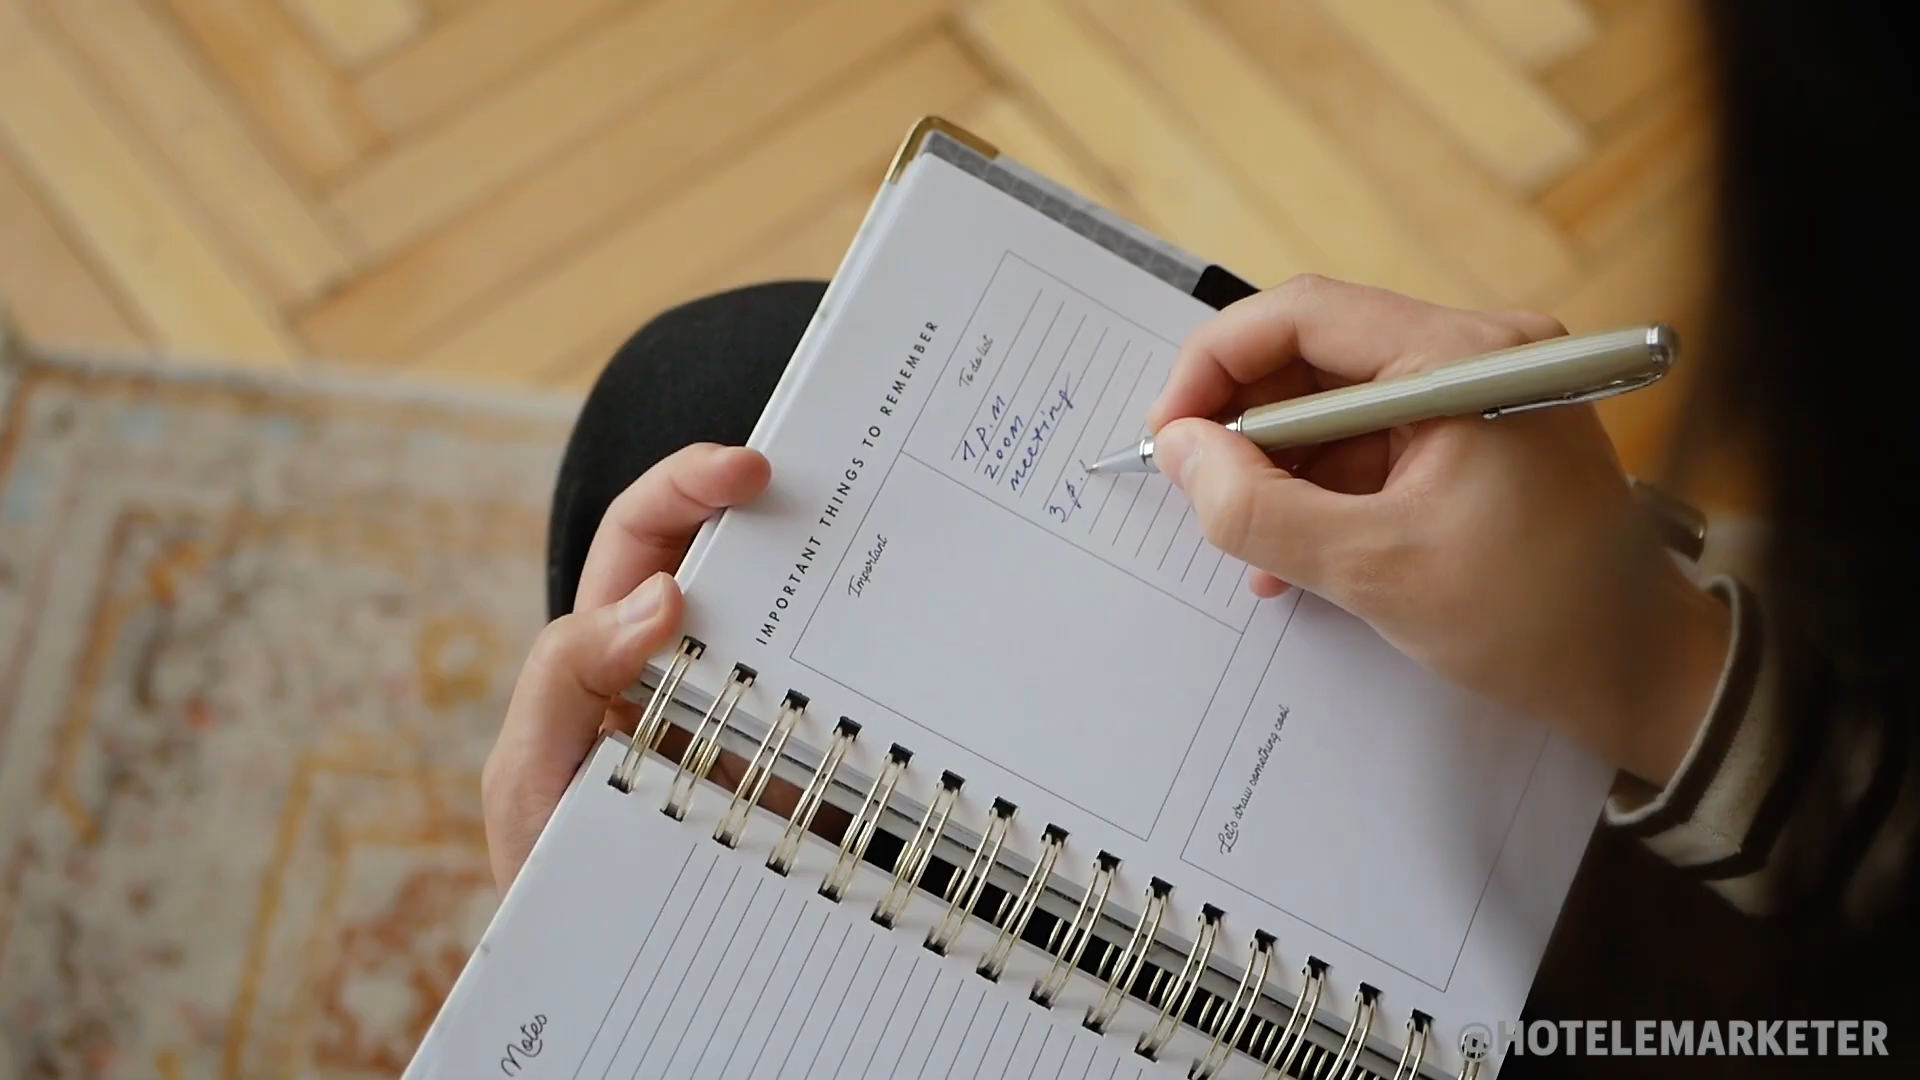 IMPORTANT THINGS TO REMEMBER
To do list
1 P.M
ZOOM
meeting
3 p.
Important
Let's draw something cool
Notes
@HOTELEMARKETER